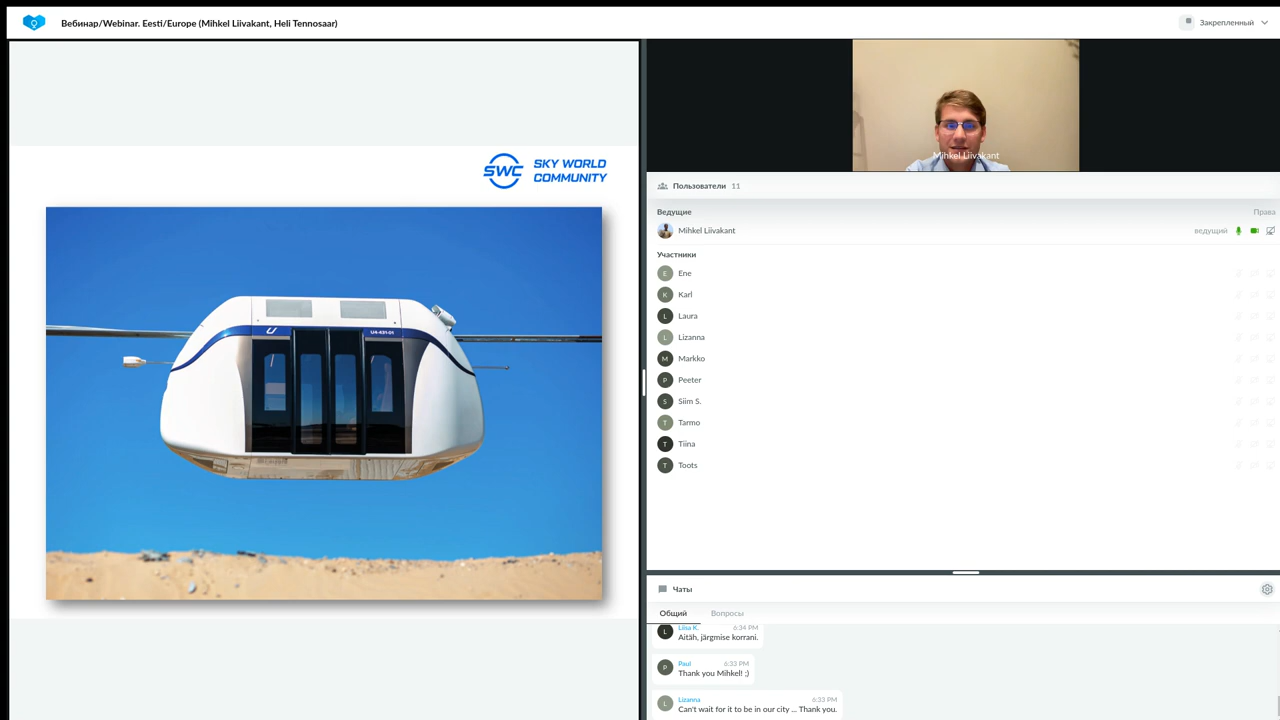 Вебинар/Webinar. Eesti/Europe (Mihkel Liivakant, Heli Tennosaar)
Закрепленный
SWC SKY WORLD
COMMUNITY
U4-431-01
Mihkel Liivakant
Пользователи 11
Ведущие Права
Mihkel Liivakant ведущий
Участники
E Ene
K Karl
L Laura
L Lizanna
M Markko
P Peeter
S Siim S.
T Tarmo
T Tiina
T Toots
Чаты
Общий Вопросы
L Liisa K. 6:34 PM
Aitäh, järgmise korrani.
P Paul 6:33 PM
Thank you Mihkel! ;)
L Lizanna 6:33 PM
Can't wait for it to be in our city ... Thank you.